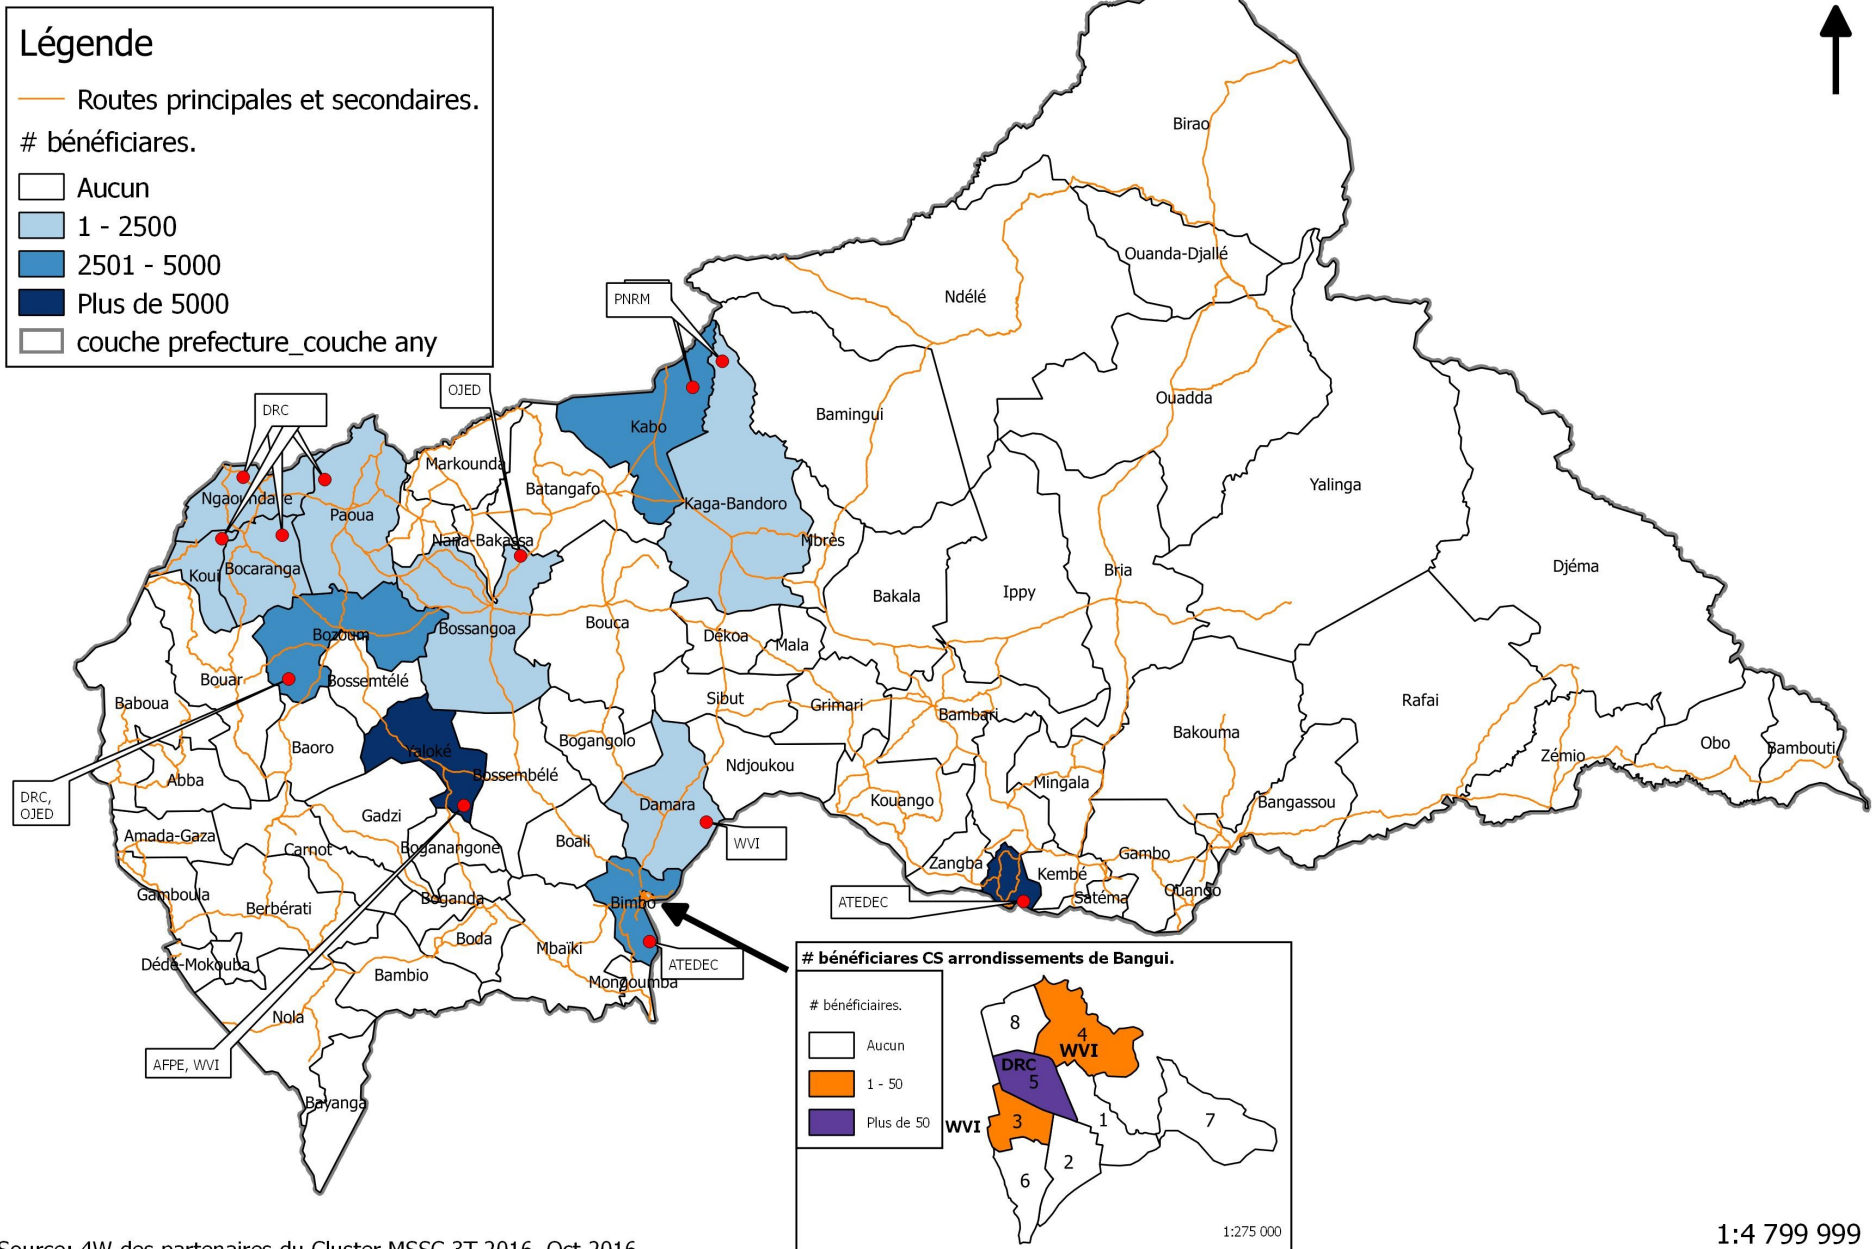 Légende
Routes principales et secondaires.
# bénéficiares.
Aucun
1 - 2500
2501 - 5000
Plus de 5000
couche prefecture_couche any
Birao
Ouanda-Djallé
Ndélé
PNRM
OJED
DRC
Bamingui
Ouadda
Kabo
Markounda
Batangafo
Kaga-Bandoro
Yalinga
Ngaoundaye
Paoua
Nana-Bakassa
Mbrès
Koui
Bocaranga
Bria
Djéma
Bakala
Ippy
Bozoum
Bossangoa
Bouca
Dékoa
Mala
Bouar
Bossemtélé
Baboua
Sibut
Grimari
Bambari
Rafai
Bakouma
Baoro
Yaloké
Bogangolo
Obo
Bambouti
Zémio
Abba
Bossembélé
Ndjoukou
Mingala
DRC,
OJED
Gadzi
Damara
Kouango
Bangassou
Amada-Gaza
Carnot
Boganangone
Boali
WVI
Zangba
Kembé
Gambo
Gamboula
Berbérati
Boganda
Bimbo
ATEDEC
Satéma
Ouango
Boda
Mbaïki
ATEDEC
Dédé-Mokouba
Bambio
Mongoumba
Nola
AFPE, WVI
Bayanga
# bénéficiares CS arrondissements de Bangui.
# bénéficiaires.
Aucun
1 - 50
Plus de 50
8
4
WVI
DRC
5
WVI
3
1
7
2
6
1:275 000
1:4 799 999
Source: 4W des partenaires du Cluster MSSC 3T 2016, Oct 2016